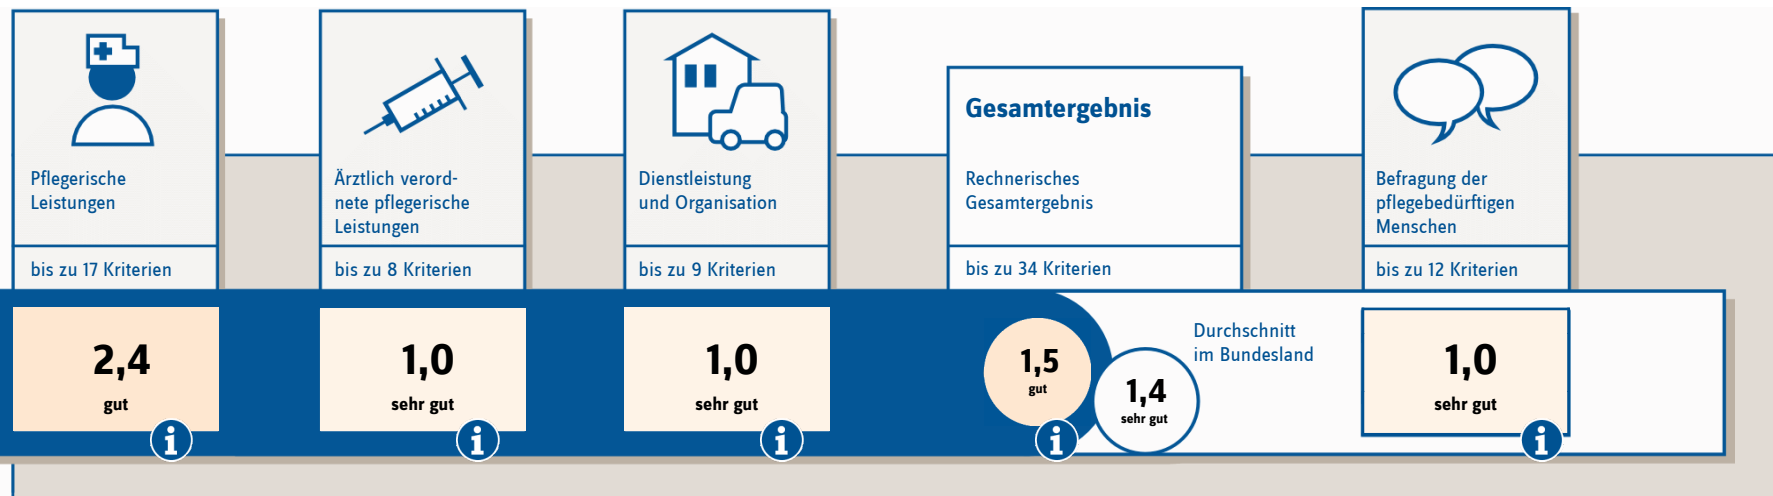 Pflegerische
Leistungen
bis zu 17 Kriterien
2,4
gut
i
Ärztlich verord-
nete pflegerische
Leistungen
bis zu 8 Kriterien
1,0
sehr gut
i
Dienstleistung
und Organisation
bis zu 9 Kriterien
1,0
sehr gut
i
Gesamtergebnis
Rechnerisches
Gesamtergebnis
bis zu 34 Kriterien
1,5
gut
i
1,4
sehr gut
Durchschnitt
im Bundesland
Befragung der
pflegebedürftigen
Menschen
bis zu 12 Kriterien
1,0
sehr gut
i